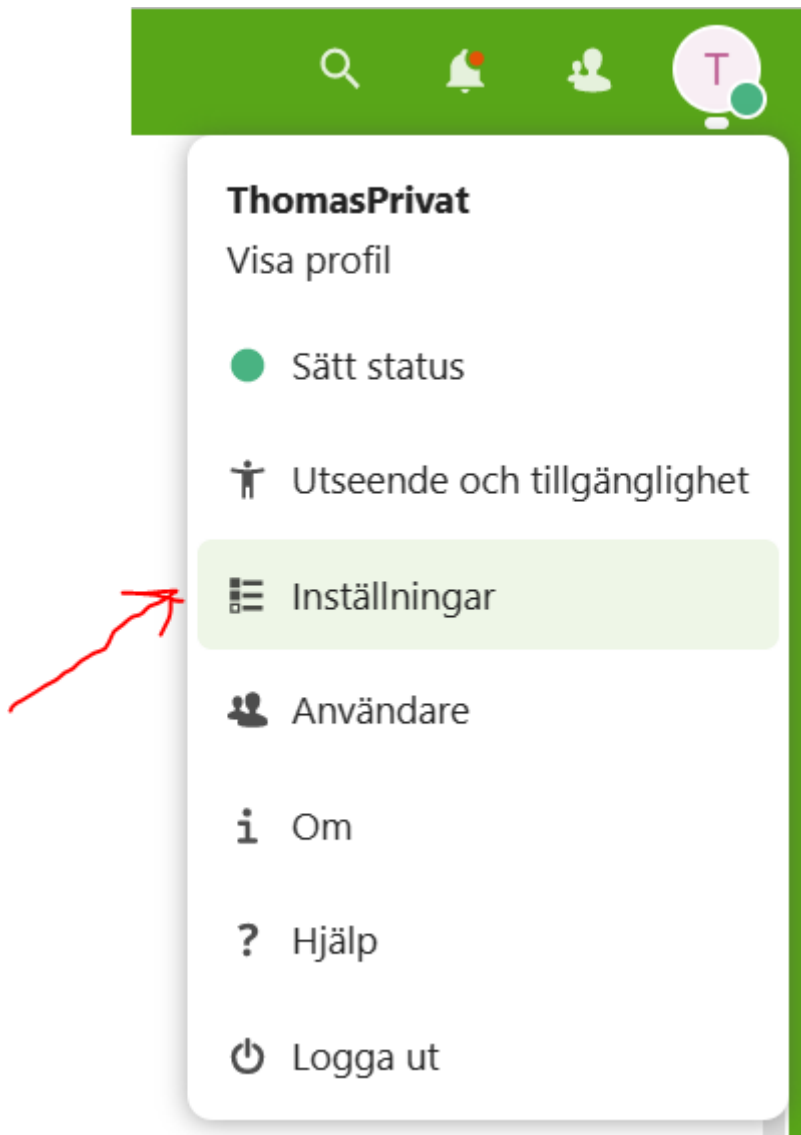 T
ThomasPrivat
Visa profil
Sätt status
Utseende och tillgänglighet
Inställningar
Användare
Om
Hjälp
Logga ut